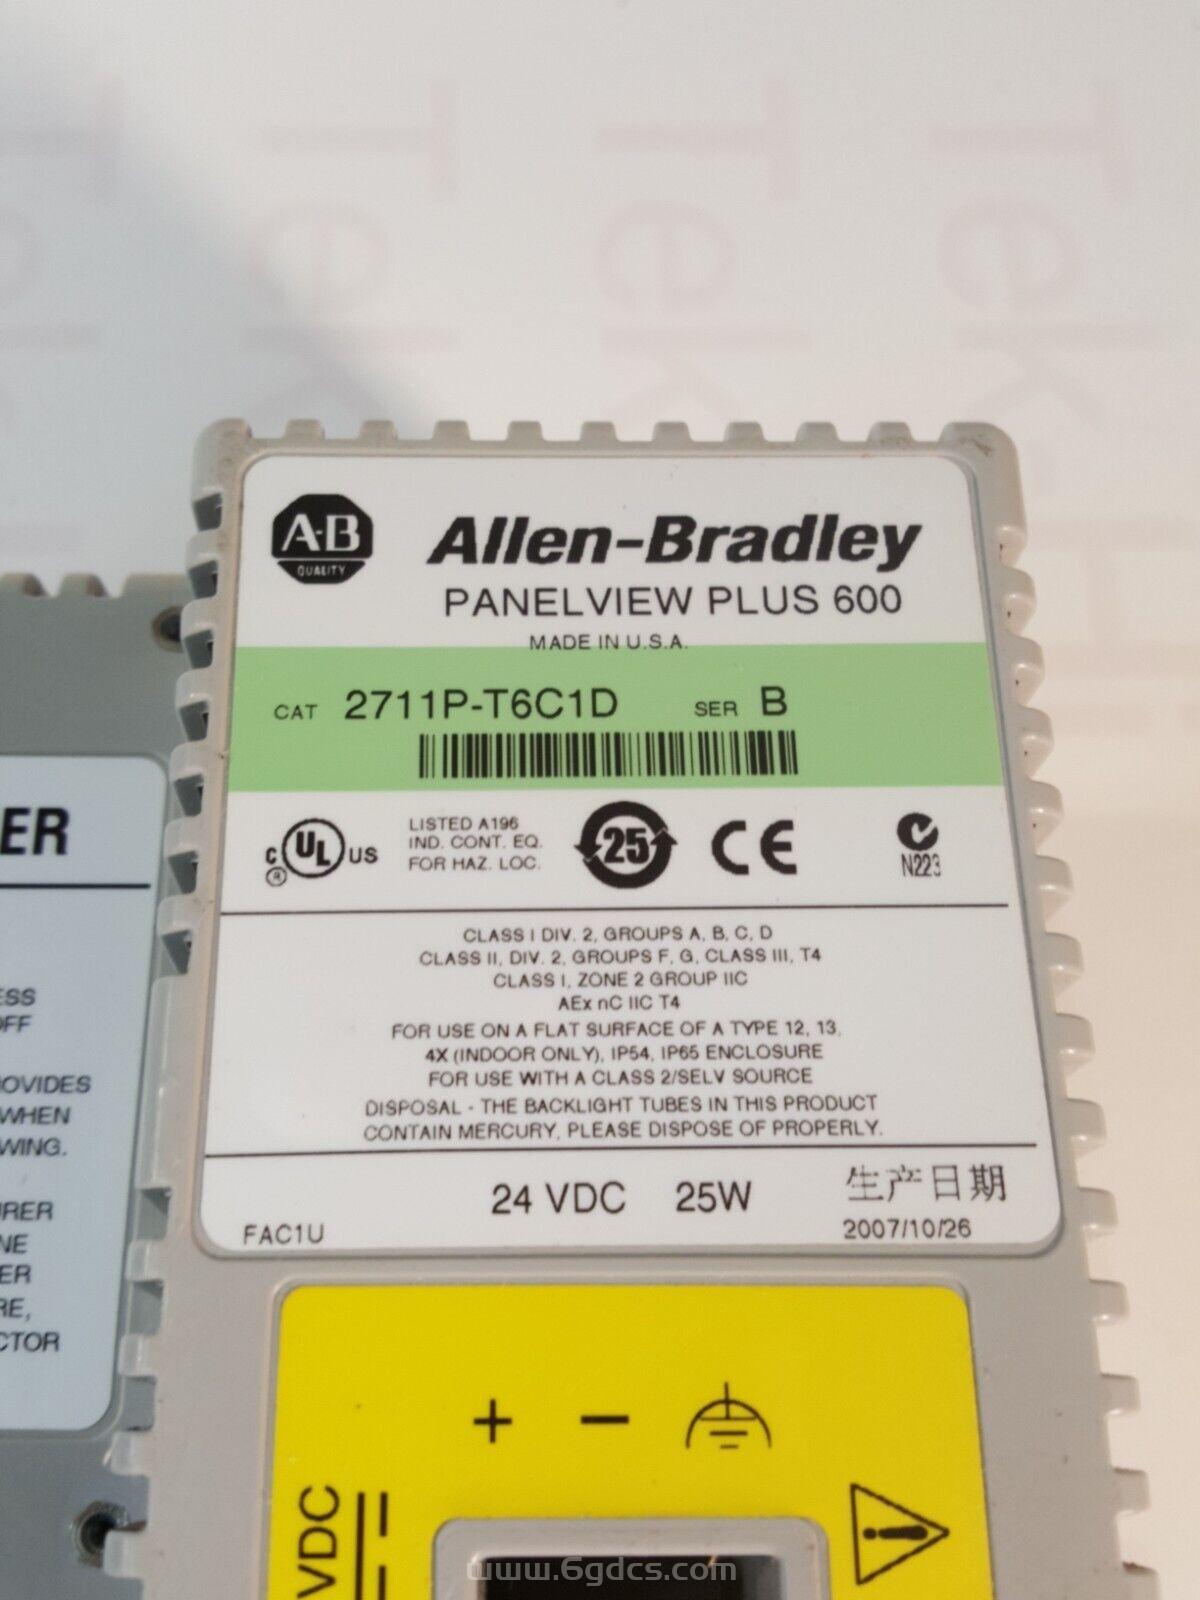 Tek Tek Tek Tek
A-B
QUALITY
Allen-Bradley
PANELVIEW PLUS 600
MADE IN U.S.A.
CAT 2711P-T6C1D SER B
C UL US
®
LISTED A196
IND. CONT. EQ.
FOR HAZ. LOC.
25
CE
N223
CLASS I DIV. 2, GROUPS A, B, C, D
CLASS II, DIV. 2, GROUPS F, G, CLASS III, T4
CLASS I, ZONE 2 GROUP IIC
AEx nC IIC T4
FOR USE ON A FLAT SURFACE OF A TYPE 12, 13,
4X (INDOOR ONLY), IP54, IP65 ENCLOSURE
FOR USE WITH A CLASS 2/SELV SOURCE
DISPOSAL - THE BACKLIGHT TUBES IN THIS PRODUCT
CONTAIN MERCURY, PLEASE DISPOSE OF PROPERLY.
24 VDC 25W
生产日期
FAC1U
2007/10/26
+ −
VDC
!
ER
ESS
OFF
OVIDES
WHEN
WING.
RER
NE
ER
RE,
CTOR
www.6gdcs.com